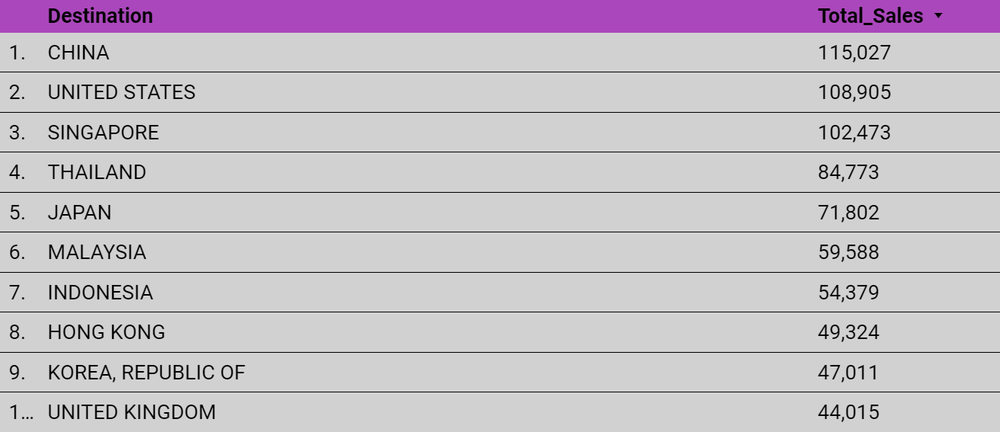 Destination Total_Sales
1. CHINA 115,027
2. UNITED STATES 108,905
3. SINGAPORE 102,473
4. THAILAND 84,773
5. JAPAN 71,802
6. MALAYSIA 59,588
7. INDONESIA 54,379
8. HONG KONG 49,324
9. KOREA, REPUBLIC OF 47,011
1... UNITED KINGDOM 44,015